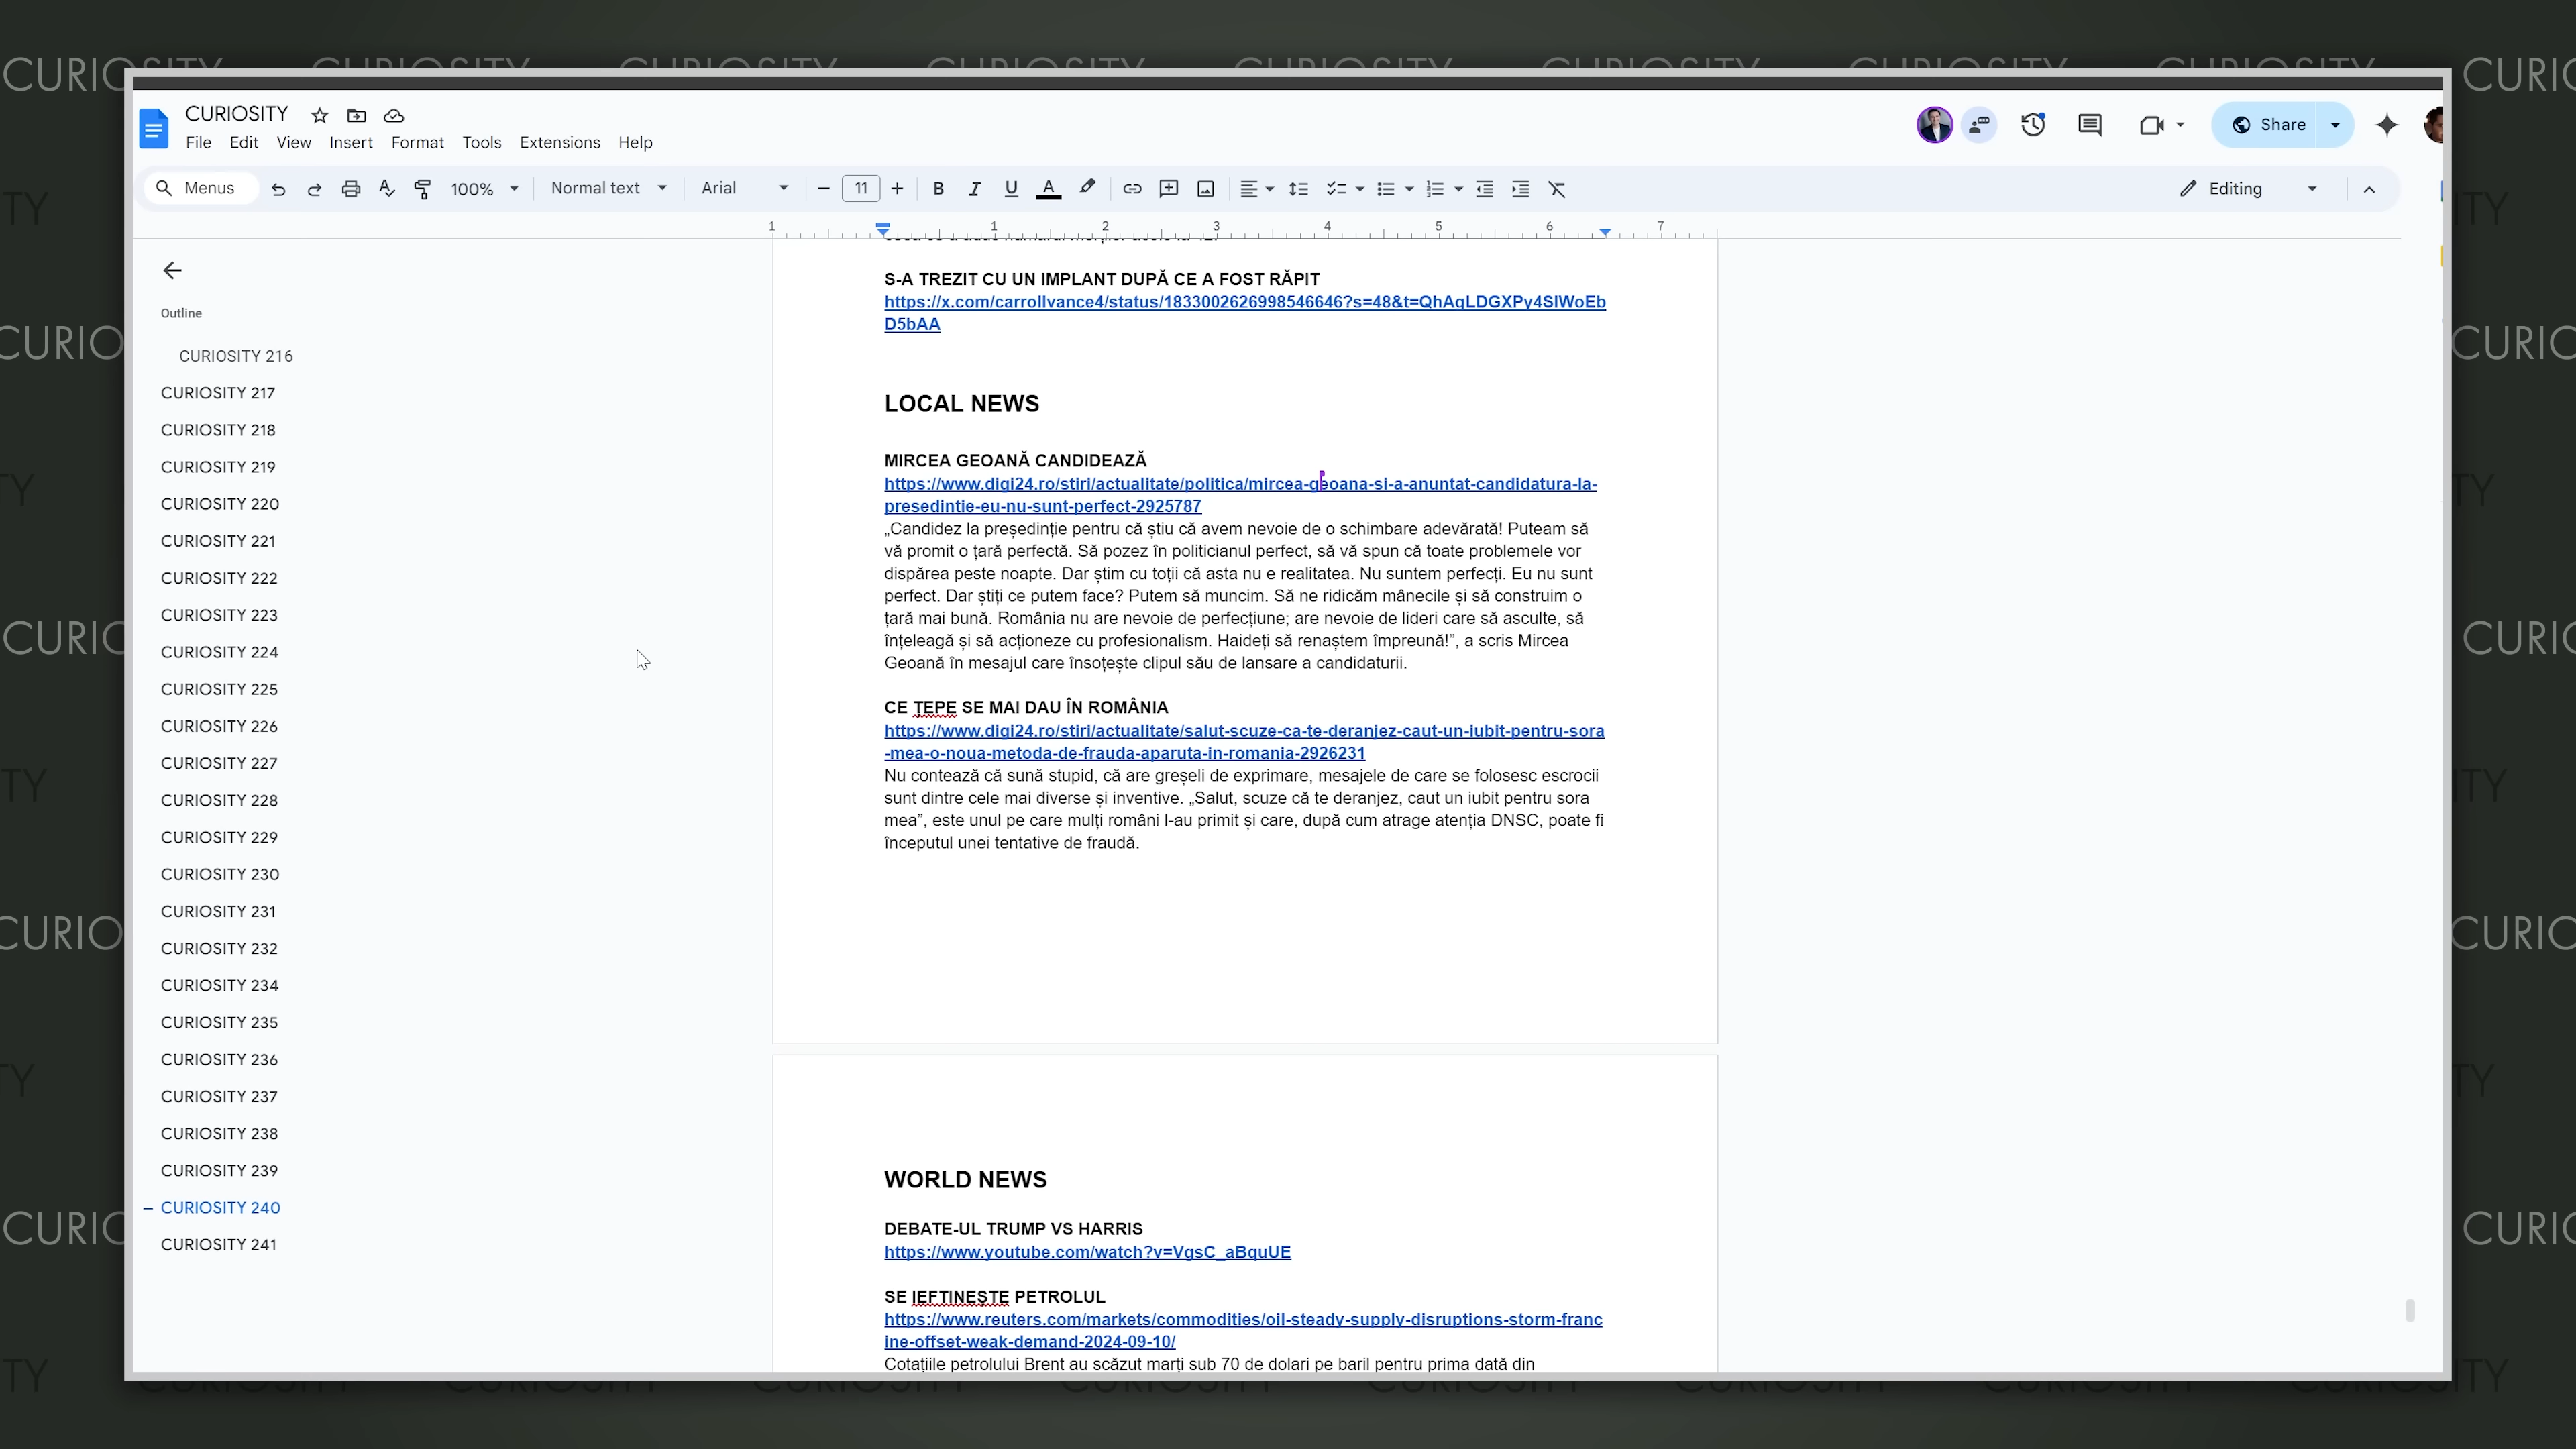 CURIOSITY
File Edit View Insert Format Tools Extensions Help
Share
Menus
100%
Normal text
Arial
11
Editing
1 1 2 3 4 5 6 7
Outline
CURIOSITY 216
CURIOSITY 217
CURIOSITY 218
CURIOSITY 219
CURIOSITY 220
CURIOSITY 221
CURIOSITY 222
CURIOSITY 223
CURIOSITY 224
CURIOSITY 225
CURIOSITY 226
CURIOSITY 227
CURIOSITY 228
CURIOSITY 229
CURIOSITY 230
CURIOSITY 231
CURIOSITY 232
CURIOSITY 234
CURIOSITY 235
CURIOSITY 236
CURIOSITY 237
CURIOSITY 238
CURIOSITY 239
CURIOSITY 240
CURIOSITY 241
S-A TREZIT CU UN IMPLANT DUPĂ CE A FOST RĂPIT
https://x.com/carrollvance4/status/1833002626998546646?s=48&t=QhAgLDGXPy4SlWoEb
D5bAA
LOCAL NEWS
MIRCEA GEOANĂ CANDIDEAZĂ
https://www.digi24.ro/stiri/actualitate/politica/mircea-geoana-si-a-anuntat-candidatura-la-
presedintie-eu-nu-sunt-perfect-2925787
„Candidez la președinție pentru că știu că avem nevoie de o schimbare adevărată! Puteam să
vă promit o țară perfectă. Să pozez în politicianul perfect, să vă spun că toate problemele vor
dispărea peste noapte. Dar știm cu toții că asta nu e realitatea. Nu suntem perfecți. Eu nu sunt
perfect. Dar știți ce putem face? Putem să muncim. Să ne ridicăm mânecile și să construim o
țară mai bună. România nu are nevoie de perfecțiune; are nevoie de lideri care să asculte, să
înțeleagă și să acționeze cu profesionalism. Haideți să renaștem împreună!”, a scris Mircea
Geoană în mesajul care însoțește clipul său de lansare a candidaturii.
CE ȚEPE SE MAI DAU ÎN ROMÂNIA
https://www.digi24.ro/stiri/actualitate/salut-scuze-ca-te-deranjez-caut-un-iubit-pentru-sora
-mea-o-noua-metoda-de-frauda-aparuta-in-romania-2926231
Nu contează că sună stupid, că are greșeli de exprimare, mesajele de care se folosesc escrocii
sunt dintre cele mai diverse și inventive. „Salut, scuze că te deranjez, caut un iubit pentru sora
mea”, este unul pe care mulți români l-au primit și care, după cum atrage atenția DNSC, poate fi
începutul unei tentative de fraudă.
WORLD NEWS
DEBATE-UL TRUMP VS HARRIS
https://www.youtube.com/watch?v=VgsC_aBquUE
SE IEFTINEȘTE PETROLUL
https://www.reuters.com/markets/commodities/oil-steady-supply-disruptions-storm-franc
ine-offset-weak-demand-2024-09-10/
Cotațiile petrolului Brent au scăzut marți sub 70 de dolari pe baril pentru prima dată din